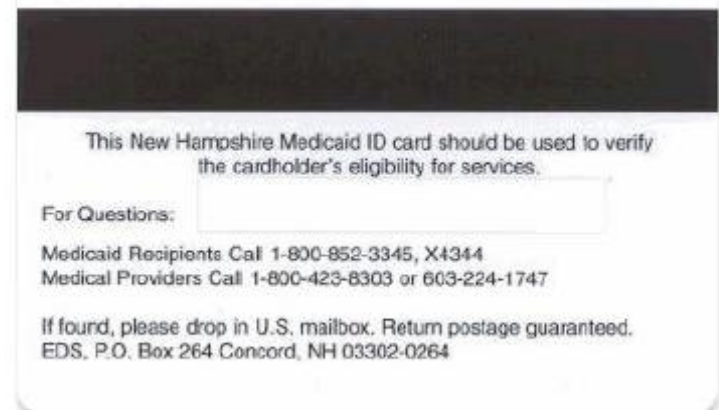 This New Hampshire Medicaid ID card should be used to verify
the cardholder's eligibility for services.
For Questions:
Medicaid Recipients Call 1-800-852-3345, X4344
Medical Providers Call 1-800-423-8303 or 603-224-1747
If found, please drop in U.S. mailbox. Return postage guaranteed.
EDS, P.O. Box 264 Concord, NH 03302-0264